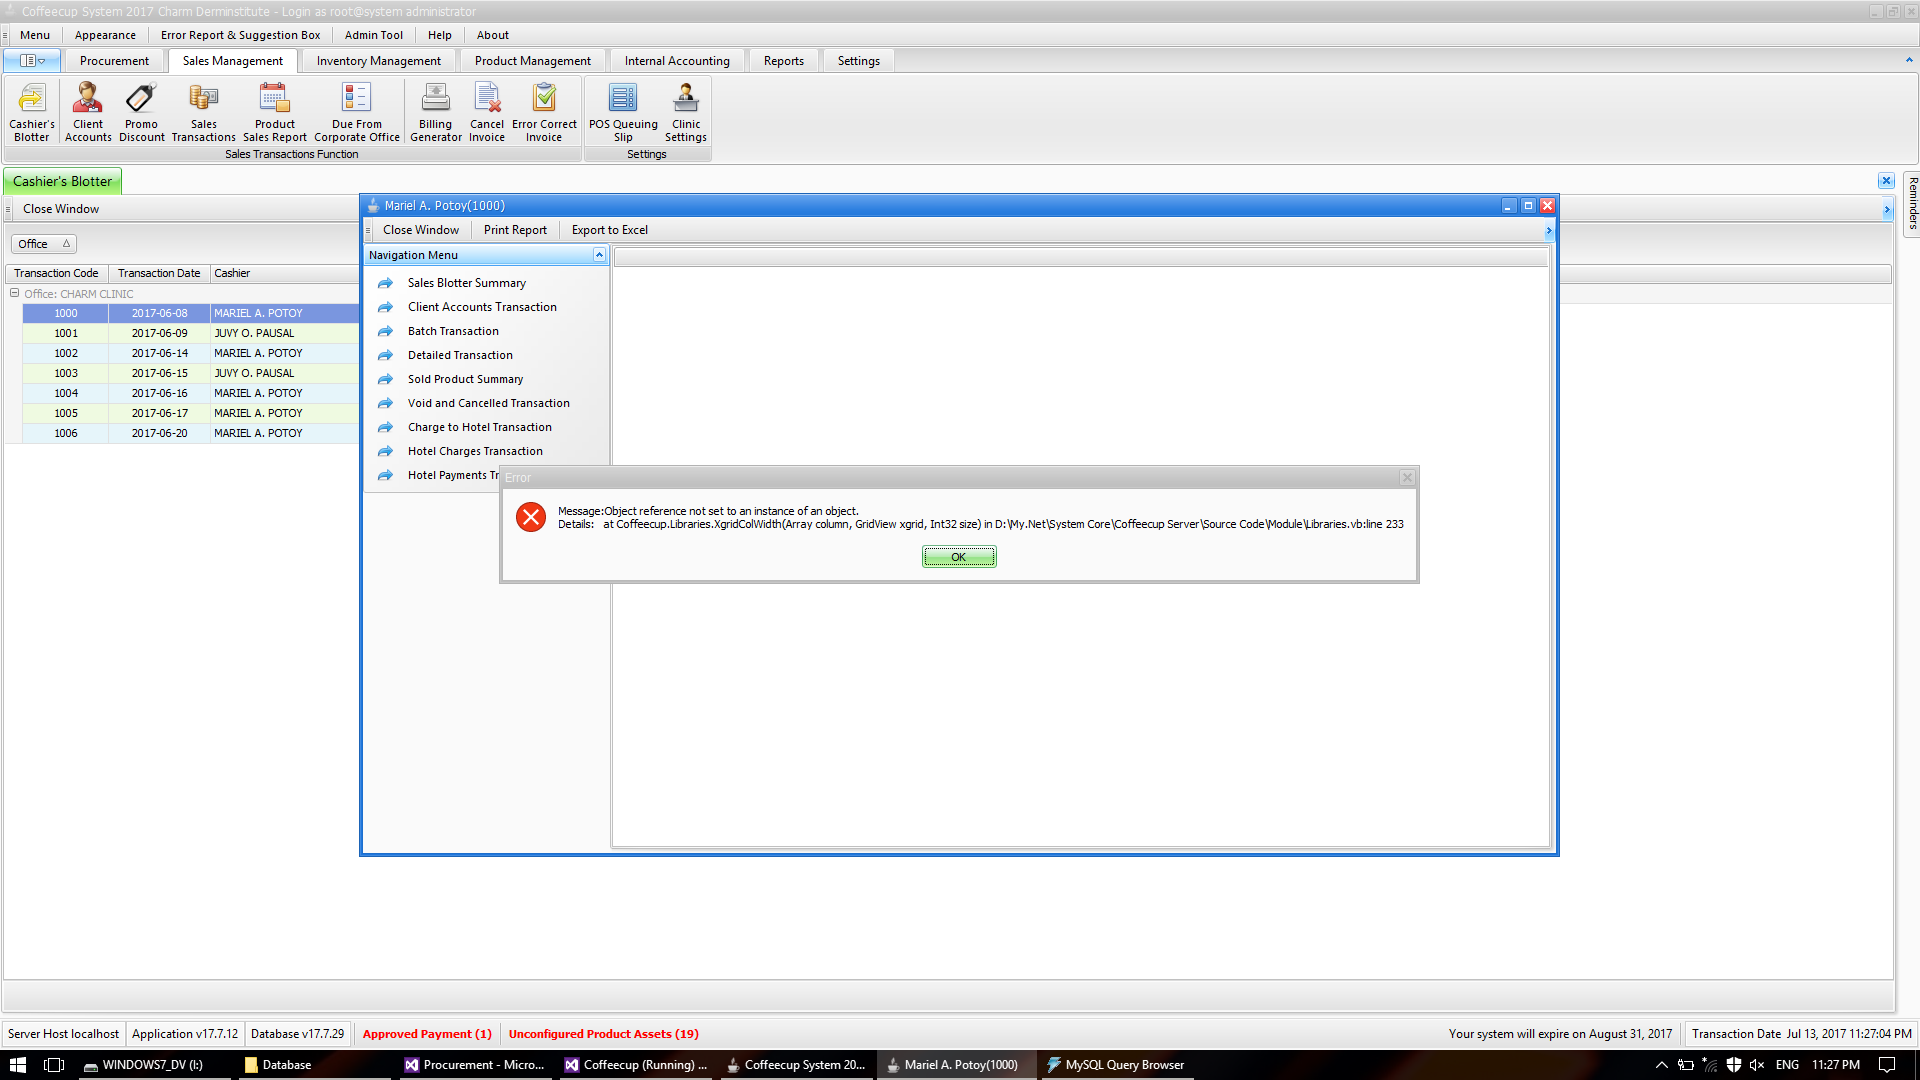 Coffeecup System 2017 Charm Derminstitute - Login as root@system administrator
Menu Appearance Error Report & Suggestion Box Admin Tool Help About
Procurement Sales Management Inventory Management Product Management Internal Accounting Reports Settings
Cashier's Blotter
Client Accounts
Promo Discount
Sales Transactions
Product Sales Report
Due From Corporate Office
Billing Generator
Cancel Invoice
Error Correct Invoice
POS Queuing Slip
Clinic Settings
Sales Transactions Function
Settings
Cashier's Blotter
Reminders
Close Window
Office
Transaction Code Transaction Date Cashier
Office: CHARM CLINIC
1000 2017-06-08 MARIEL A. POTOY
1001 2017-06-09 JUVY O. PAUSAL
1002 2017-06-14 MARIEL A. POTOY
1003 2017-06-15 JUVY O. PAUSAL
1004 2017-06-16 MARIEL A. POTOY
1005 2017-06-17 MARIEL A. POTOY
1006 2017-06-20 MARIEL A. POTOY
Mariel A. Potoy(1000)
Close Window Print Report Export to Excel
Navigation Menu
Sales Blotter Summary
Client Accounts Transaction
Batch Transaction
Detailed Transaction
Sold Product Summary
Void and Cancelled Transaction
Charge to Hotel Transaction
Hotel Charges Transaction
Hotel Payments Tr
Error
Message:Object reference not set to an instance of an object.
Details: at Coffeecup.Libraries.XgridColWidth(Array column, GridView xgrid, Int32 size) in D:\My.Net\System Core\Coffeecup Server\Source Code\Module\Libraries.vb:line 233
OK
Server Host localhost Application v17.7.12 Database v17.7.29 Approved Payment (1) Unconfigured Product Assets (19) Your system will expire on August 31, 2017 Transaction Date Jul 13, 2017 11:27:04 PM
WINDOWS7_DV (I:) Database Procurement - Micro... Coffeecup (Running) ... Coffeecup System 20... Mariel A. Potoy(1000) MySQL Query Browser ENG 11:27 PM